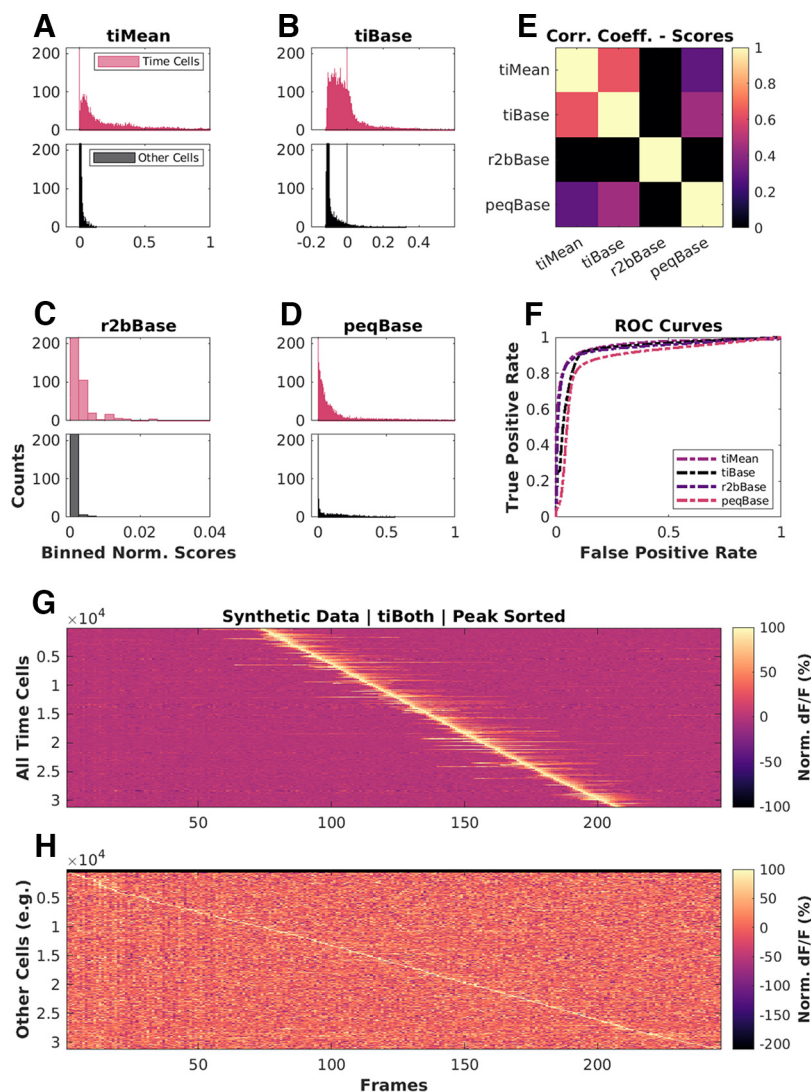 A
tiMean
200
100
0
Time Cells
200
100
0
Other Cells
0
0.5
1
B
tiBase
200
100
0
200
100
0
-0.2
0
0.2
0.4
E
Corr. Coeff. - Scores
tiMean
tiBase
r2bBase
peqBase
tiMean
tiBase
r2bBase
peqBase
1
0.8
0.6
0.4
0.2
0
C
r2bBase
200
100
0
200
100
0
0
0.02
0.04
Counts
Binned Norm. Scores
D
peqBase
200
100
0
200
100
0
0
0.5
1
F
ROC Curves
True Positive Rate
1
0.8
0.6
0.4
0.2
0
tiMean
tiBase
r2bBase
peqBase
0
0.5
1
False Positive Rate
G
×10⁴
Synthetic Data | tiBoth | Peak Sorted
All Time Cells
0.5
1
1.5
2
2.5
3
50
100
150
200
100
50
0
-50
-100
Norm. dF/F (%)
H
×10⁴
Other Cells (e.g.)
0.5
1
1.5
2
2.5
3
50
100
150
200
Frames
100
50
0
-50
-100
-150
-200
Norm. dF/F (%)